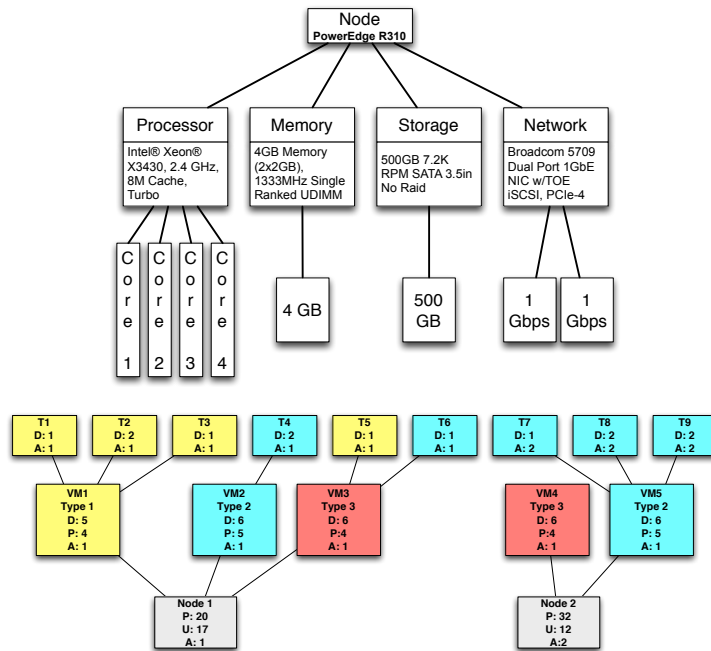 Node
PowerEdge R310
Processor
Intel® Xeon®
X3430, 2.4 GHz,
8M Cache,
Turbo
Memory
4GB Memory
(2x2GB),
1333MHz Single
Ranked UDIMM
Storage
500GB 7.2K
RPM SATA 3.5in
No Raid
Network
Broadcom 5709
Dual Port 1GbE
NIC w/TOE
iSCSI, PCIe-4
Core 1
Core 2
Core 3
Core 4
4 GB
500
GB
1
Gbps
1
Gbps
T1
D: 1
A: 1
T2
D: 2
A: 1
T3
D: 1
A: 1
T4
D: 2
A: 1
T5
D: 1
A: 1
T6
D: 1
A: 1
T7
D: 1
A: 2
T8
D: 2
A: 2
T9
D: 2
A: 2
VM1
Type 1
D: 5
P: 4
A: 1
VM2
Type 2
D: 6
P: 5
A: 1
VM3
Type 3
D: 6
P:4
A: 1
VM4
Type 3
D: 6
P:4
A: 1
VM5
Type 2
D: 6
P: 5
A: 1
Node 1
P: 20
U: 17
A: 1
Node 2
P: 32
U: 12
A:2